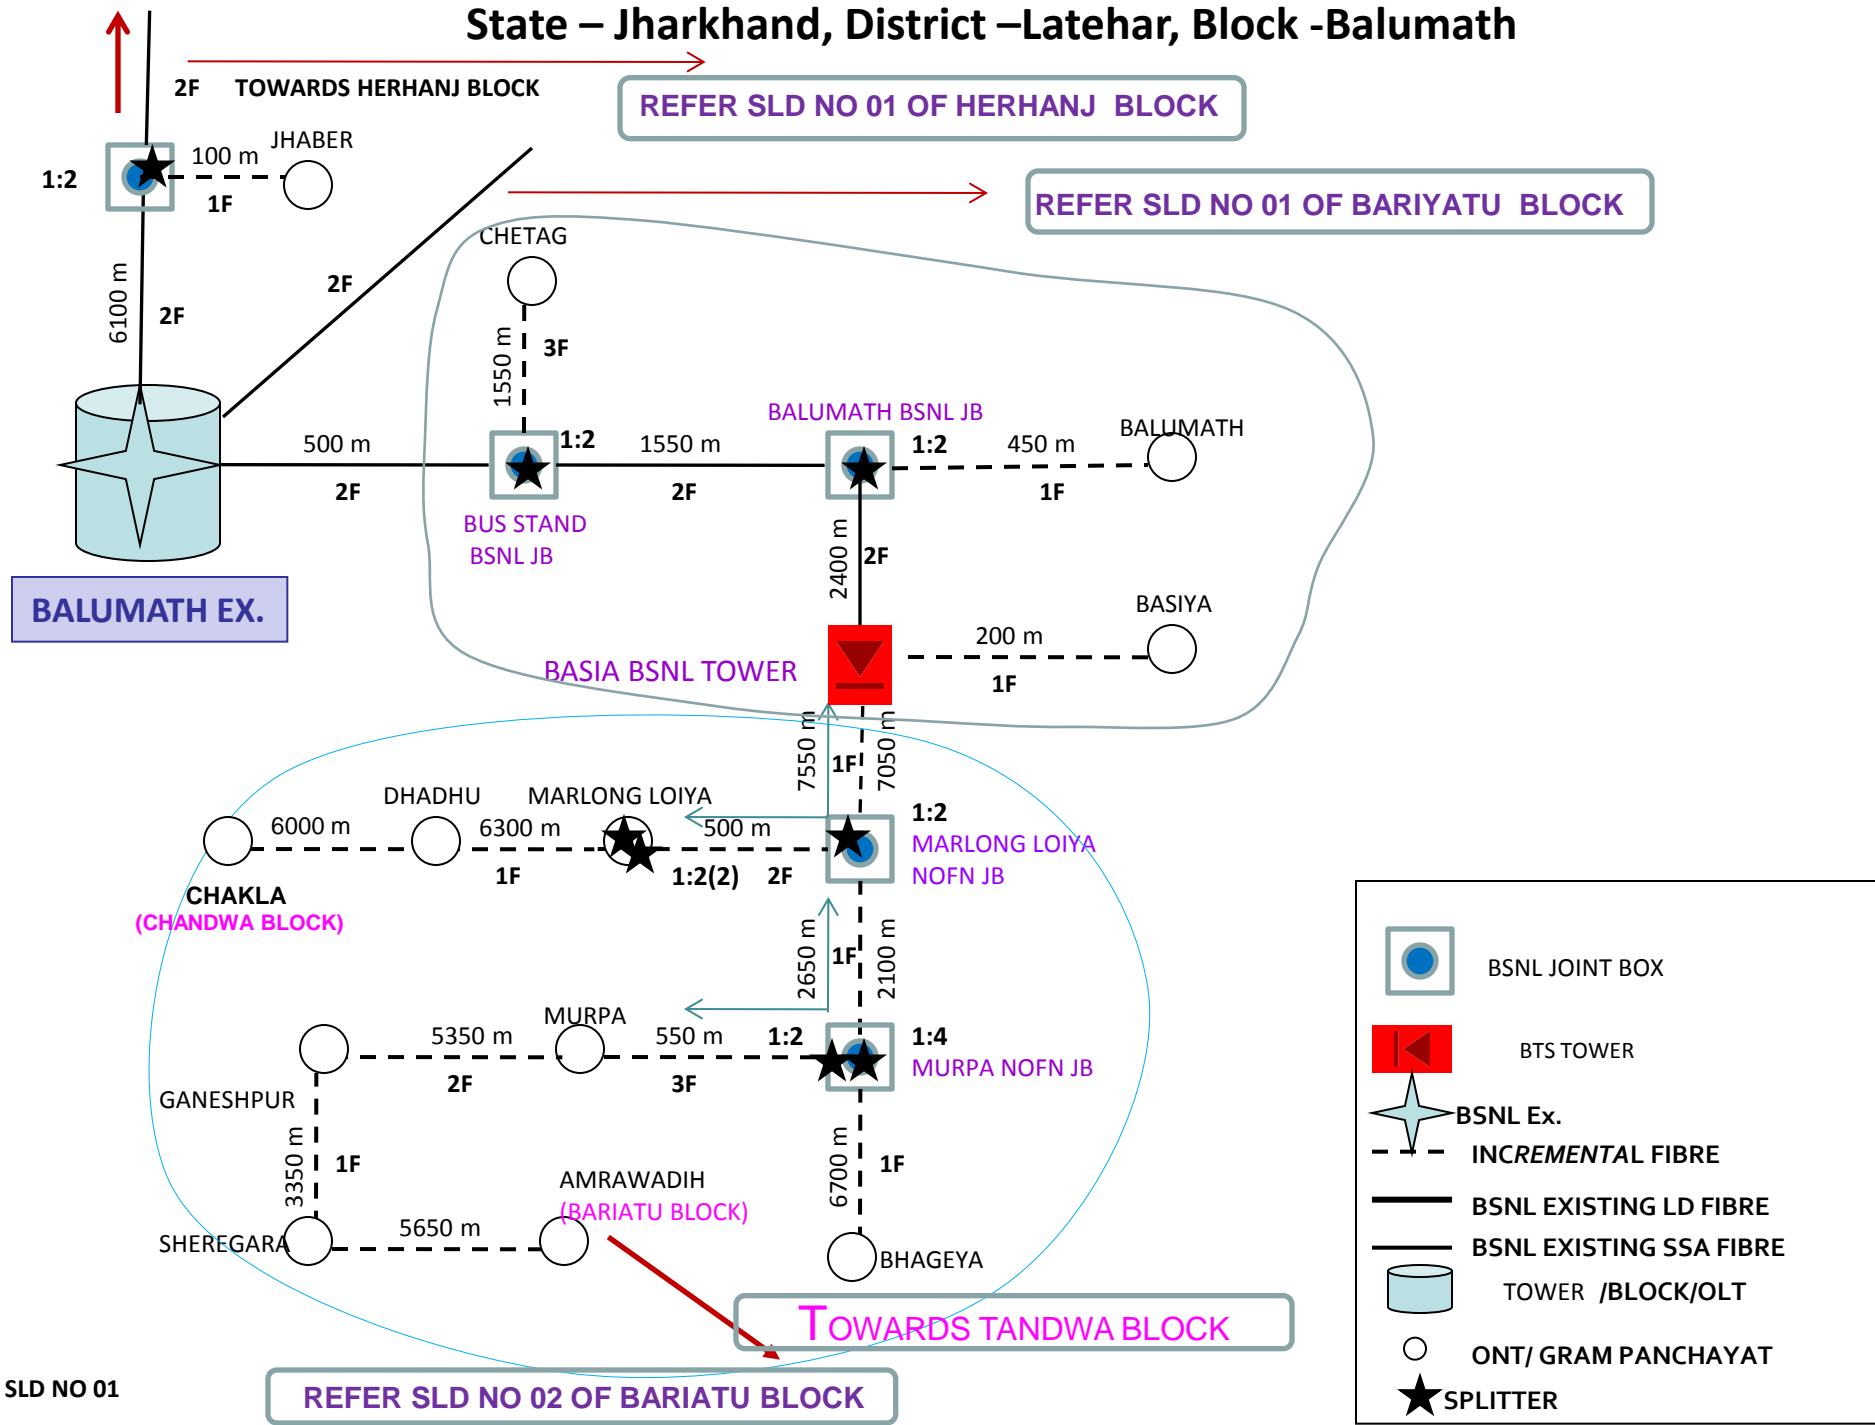 State – Jharkhand, District –Latehar, Block -Balumath
2F TOWARDS HERHANJ BLOCK
REFER SLD NO 01 OF HERHANJ BLOCK
JHABER
1:2
100 m
1F
REFER SLD NO 01 OF BARIYATU BLOCK
CHETAG
6100 m
2F
2F
1550 m
3F
BALUMATH BSNL JB
500 m
2F
1:2
1550 m
2F
1:2
450 m
1F
BALUMATH
BUS STAND
BSNL JB
2400 m
2F
BALUMATH EX.
BASIYA
200 m
1F
BASIA BSNL TOWER
7550 m
1F
7050 m
DHADHU
MARLONG LOIYA
1:2
6000 m
6300 m
500 m
MARLONG LOIYA
NOFN JB
1F
1:2(2)
2F
CHAKLA
(CHANDWA BLOCK)
2650 m
1F
2100 m
MURPA
5350 m
2F
550 m
3F
1:2
1:4
MURPA NOFN JB
GANESHPUR
3350 m
1F
6700 m
1F
AMRAWADIH
(BARIATU BLOCK)
SHEREGARA
5650 m
BHAGEYA
TOWARDS TANDWA BLOCK
SLD NO 01
REFER SLD NO 02 OF BARIATU BLOCK
BSNL JOINT BOX
BTS TOWER
BSNL Ex.
INCREMENTAL FIBRE
BSNL EXISTING LD FIBRE
BSNL EXISTING SSA FIBRE
TOWER /BLOCK/OLT
ONT/ GRAM PANCHAYAT
SPLITTER